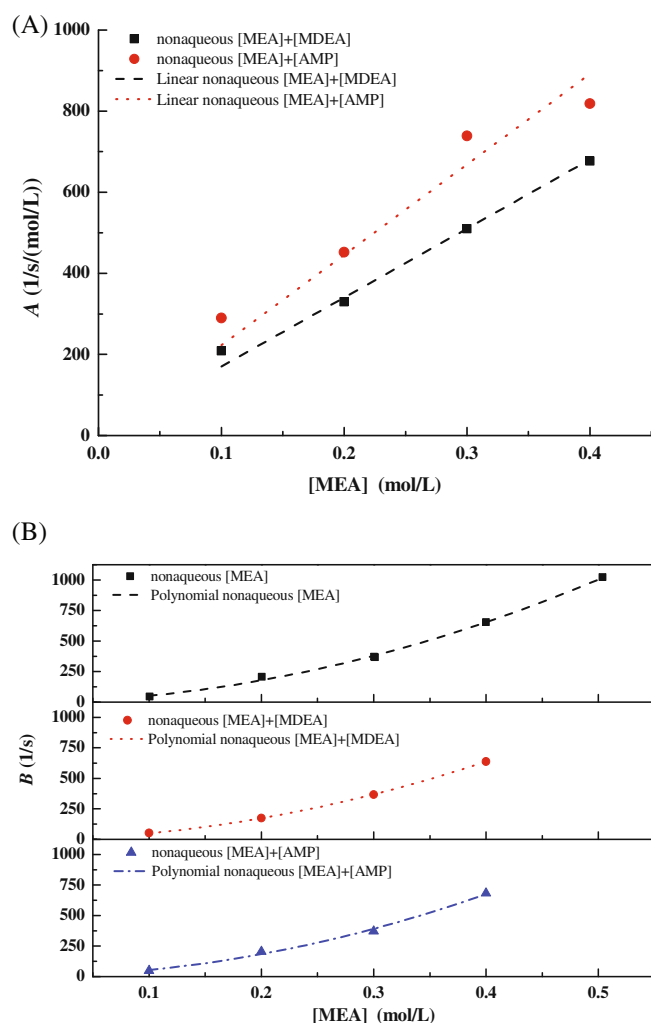 (A)
1000
800
600
400
200
0
A (1/s/(mol/L))
nonaqueous [MEA]+[MDEA]
nonaqueous [MEA]+[AMP]
Linear nonaqueous [MEA]+[MDEA]
Linear nonaqueous [MEA]+[AMP]
0.0 0.1 0.2 0.3 0.4
[MEA] (mol/L)
(B)
1000
750
500
250
0
nonaqueous [MEA]
Polynomial nonaqueous [MEA]
1000
750
500
250
0
B (1/s)
nonaqueous [MEA]+[MDEA]
Polynomial nonaqueous [MEA]+[MDEA]
1000
750
500
250
0
nonaqueous [MEA]+[AMP]
Polynomial nonaqueous [MEA]+[AMP]
0.1 0.2 0.3 0.4 0.5
[MEA] (mol/L)